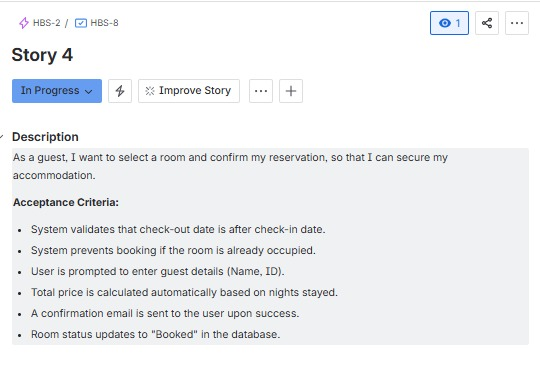 HBS-2 / HBS-8
1
Story 4
In Progress
Improve Story
Description
As a guest, I want to select a room and confirm my reservation, so that I can secure my
accommodation.
Acceptance Criteria:
• System validates that check-out date is after check-in date.
• System prevents booking if the room is already occupied.
• User is prompted to enter guest details (Name, ID).
• Total price is calculated automatically based on nights stayed.
• A confirmation email is sent to the user upon success.
• Room status updates to "Booked" in the database.